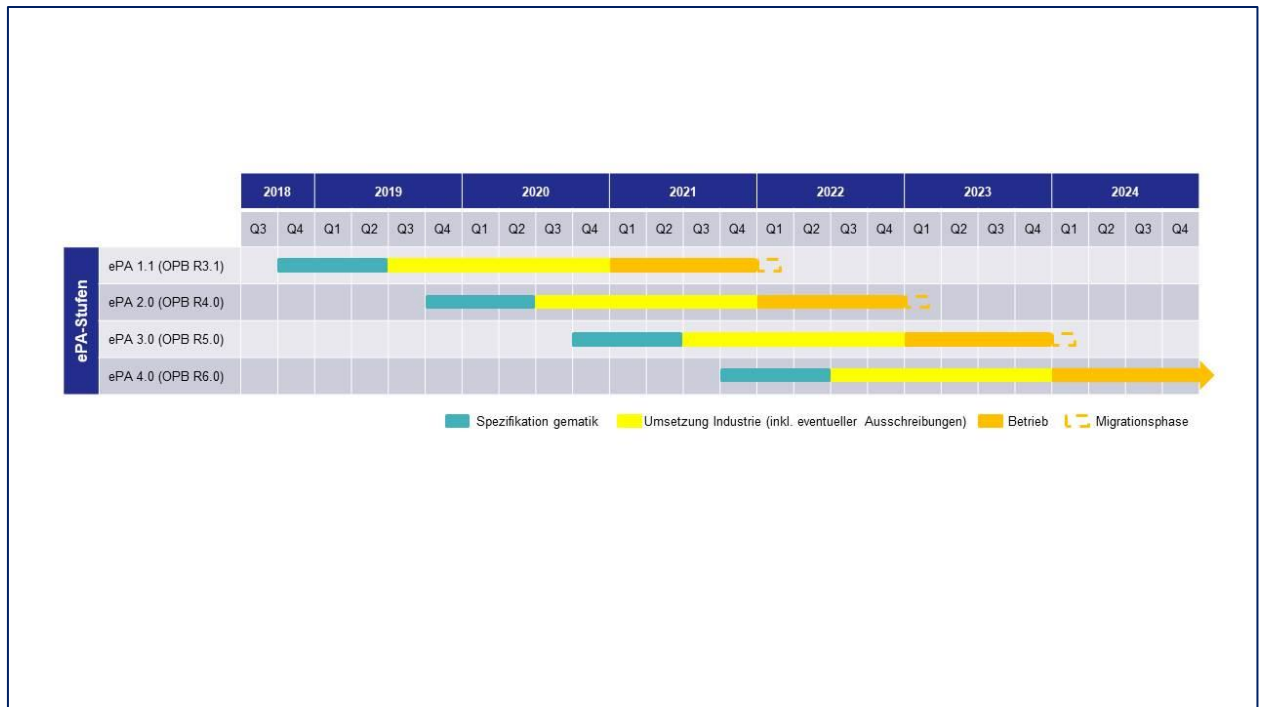 2018 2019 2020 2021 2022 2023 2024
Q3 Q4 Q1 Q2 Q3 Q4 Q1 Q2 Q3 Q4 Q1 Q2 Q3 Q4 Q1 Q2 Q3 Q4 Q1 Q2 Q3 Q4 Q1 Q2 Q3 Q4
ePA-Stufen
ePA 1.1 (OPB R3.1)
ePA 2.0 (OPB R4.0)
ePA 3.0 (OPB R5.0)
ePA 4.0 (OPB R6.0)
Spezifikation gematik Umsetzung Industrie (inkl. eventueller Ausschreibungen) Betrieb Migrationsphase